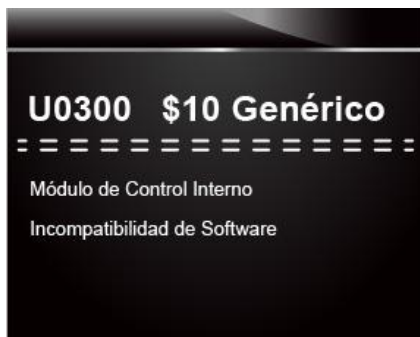 U0300 $10 Genérico
Módulo de Control Interno
Incompatibilidad de Software